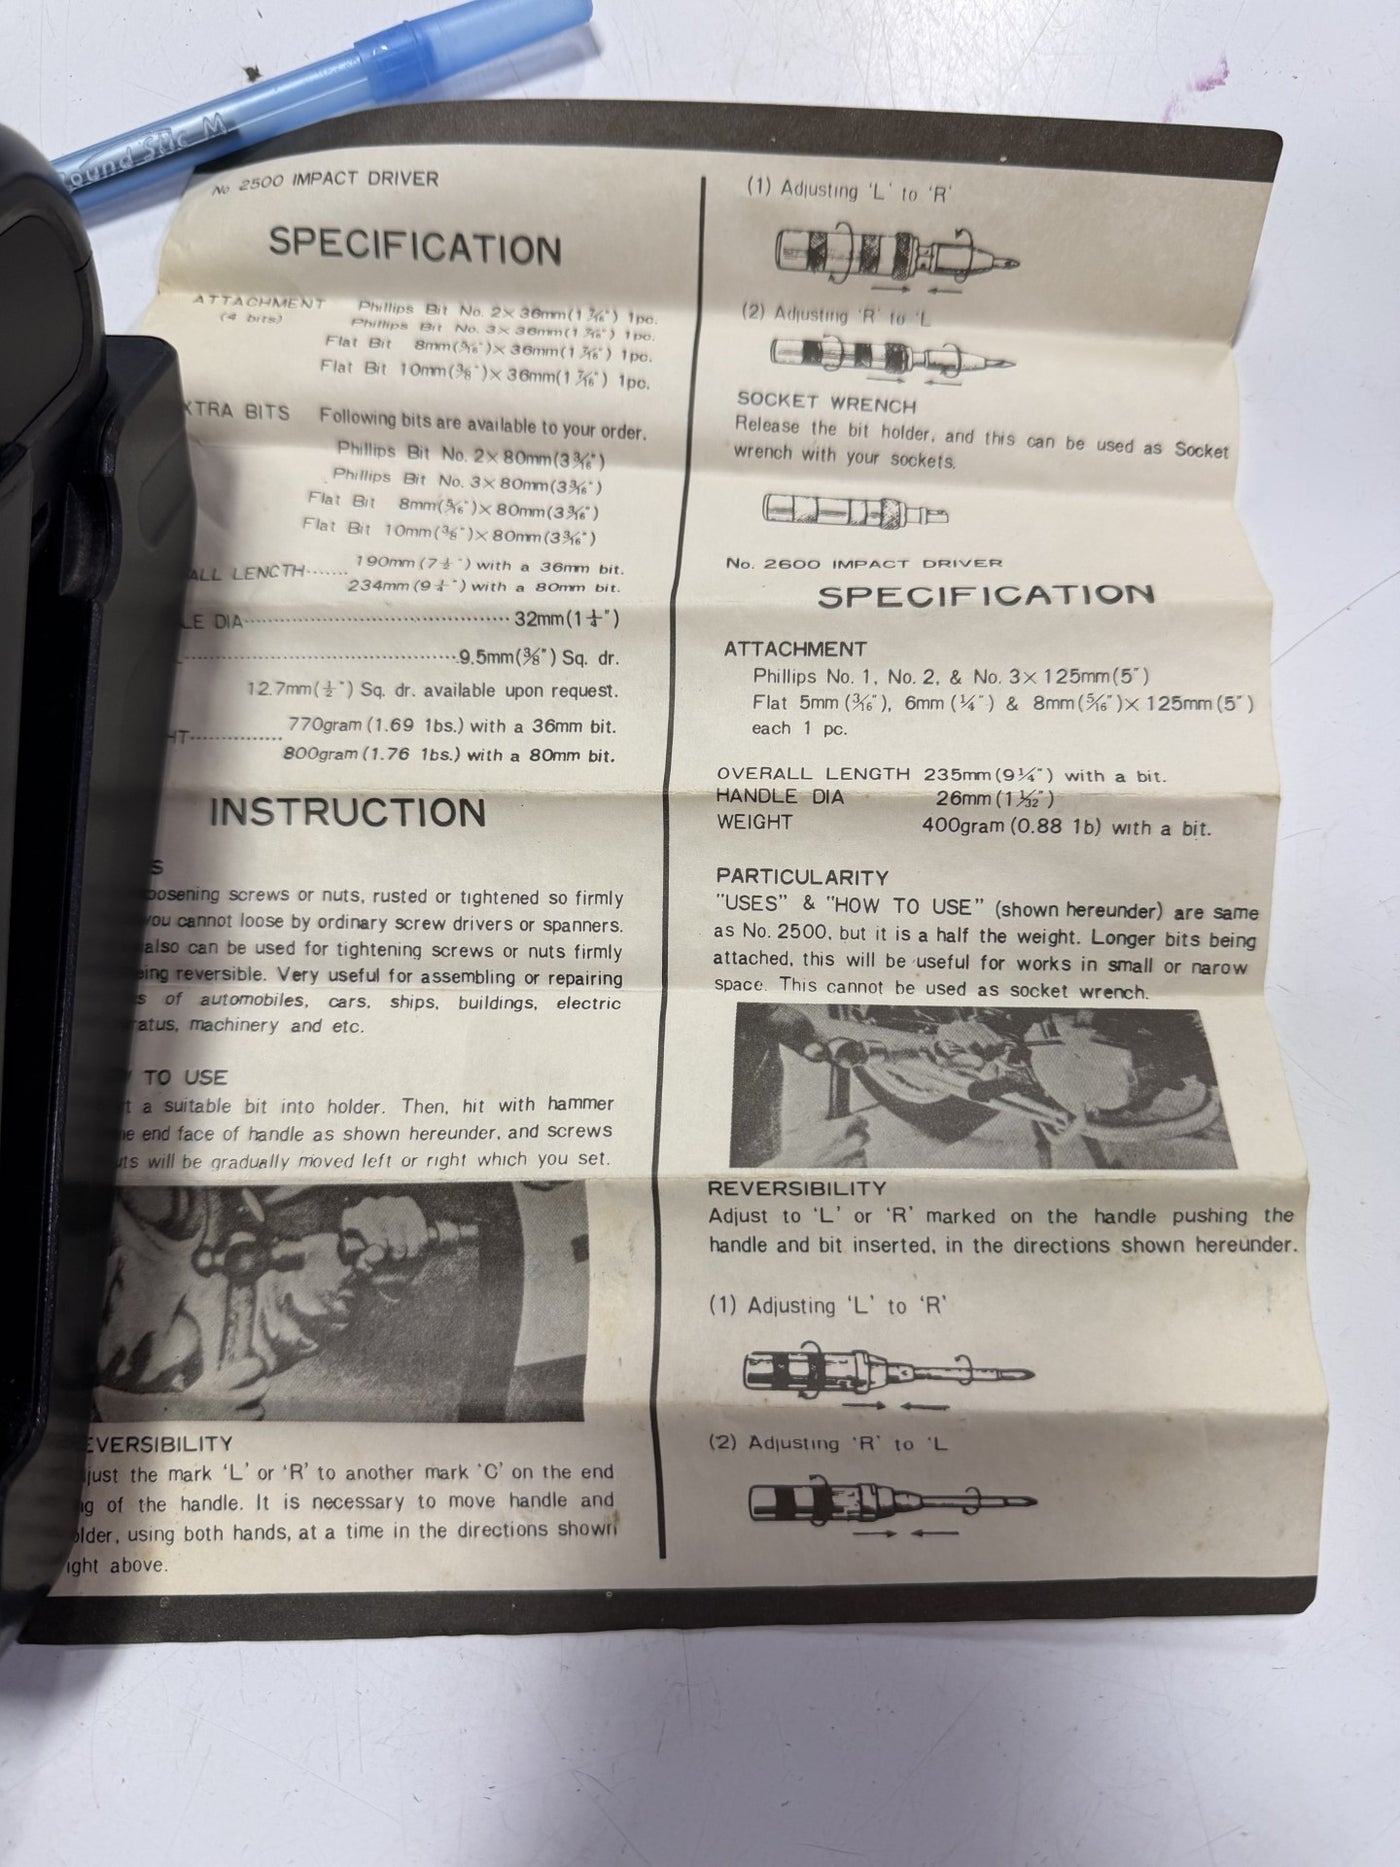 Round Stic M
No 2500 IMPACT DRIVER
SPECIFICATION
ATTACHMENT Phillips Bit No. 2×36mm(1 7/16") 1pc.
(4 bits) Phillips Bit No. 3×36mm(1 7/16") 1pc.
Flat Bit 8mm(5/16")×36mm(1 7/16") 1pc.
Flat Bit 10mm(3/8")×36mm(1 7/16") 1pc.
XTRA BITS Following bits are available to your order.
Phillips Bit No. 2×80mm(3 3/16")
Phillips Bit No. 3×80mm(3 3/16")
Flat Bit 8mm(5/16")×80mm(3 3/16")
Flat Bit 10mm(3/8")×80mm(3 3/16")
ALL LENGTH....... 190mm(7 1/2") with a 36mm bit.
234mm(9 1/4") with a 80mm bit.
LE DIA........................................ 32mm(1 1/4")
........................................ 9.5mm(3/8") Sq. dr.
12.7mm(1/2") Sq. dr. available upon request.
HT.............. 770gram(1.69 1bs.) with a 36mm bit.
800gram(1.76 1bs.) with a 80mm bit.
INSTRUCTION
S
oosening screws or nuts, rusted or tightened so firmly
you cannot loose by ordinary screw drivers or spanners.
also can be used for tightening screws or nuts firmly
eing reversible. Very useful for assembling or repairing
s of automobiles, cars, ships, buildings, electric
ratus, machinery and etc.
TO USE
t a suitable bit into holder. Then, hit with hammer
e end face of handle as shown hereunder, and screws
uts will be gradually moved left or right which you set.
EVERSIBILITY
just the mark 'L' or 'R' to another mark 'C' on the end
g of the handle. It is necessary to move handle and
older, using both hands, at a time in the directions shown
ight above.
(1) Adjusting 'L' to 'R'
(2) Adjusting 'R' to 'L
SOCKET WRENCH
Release the bit holder, and this can be used as Socket
wrench with your sockets.
No. 2600 IMPACT DRIVER
SPECIFICATION
ATTACHMENT
Phillips No. 1, No. 2, & No. 3×125mm(5")
Flat 5mm(3/16"), 6mm(1/4") & 8mm(5/16")×125mm(5")
each 1 pc.
OVERALL LENGTH 235mm(9 1/4") with a bit.
HANDLE DIA 26mm(1 1/32")
WEIGHT 400gram(0.88 1b) with a bit.
PARTICULARITY
"USES" & "HOW TO USE" (shown hereunder) are same
as No. 2500, but it is a half the weight. Longer bits being
attached, this will be useful for works in small or narow
space. This cannot be used as socket wrench.
REVERSIBILITY
Adjust to 'L' or 'R' marked on the handle pushing the
handle and bit inserted, in the directions shown hereunder.
(1) Adjusting 'L' to 'R'
(2) Adjusting 'R' to 'L